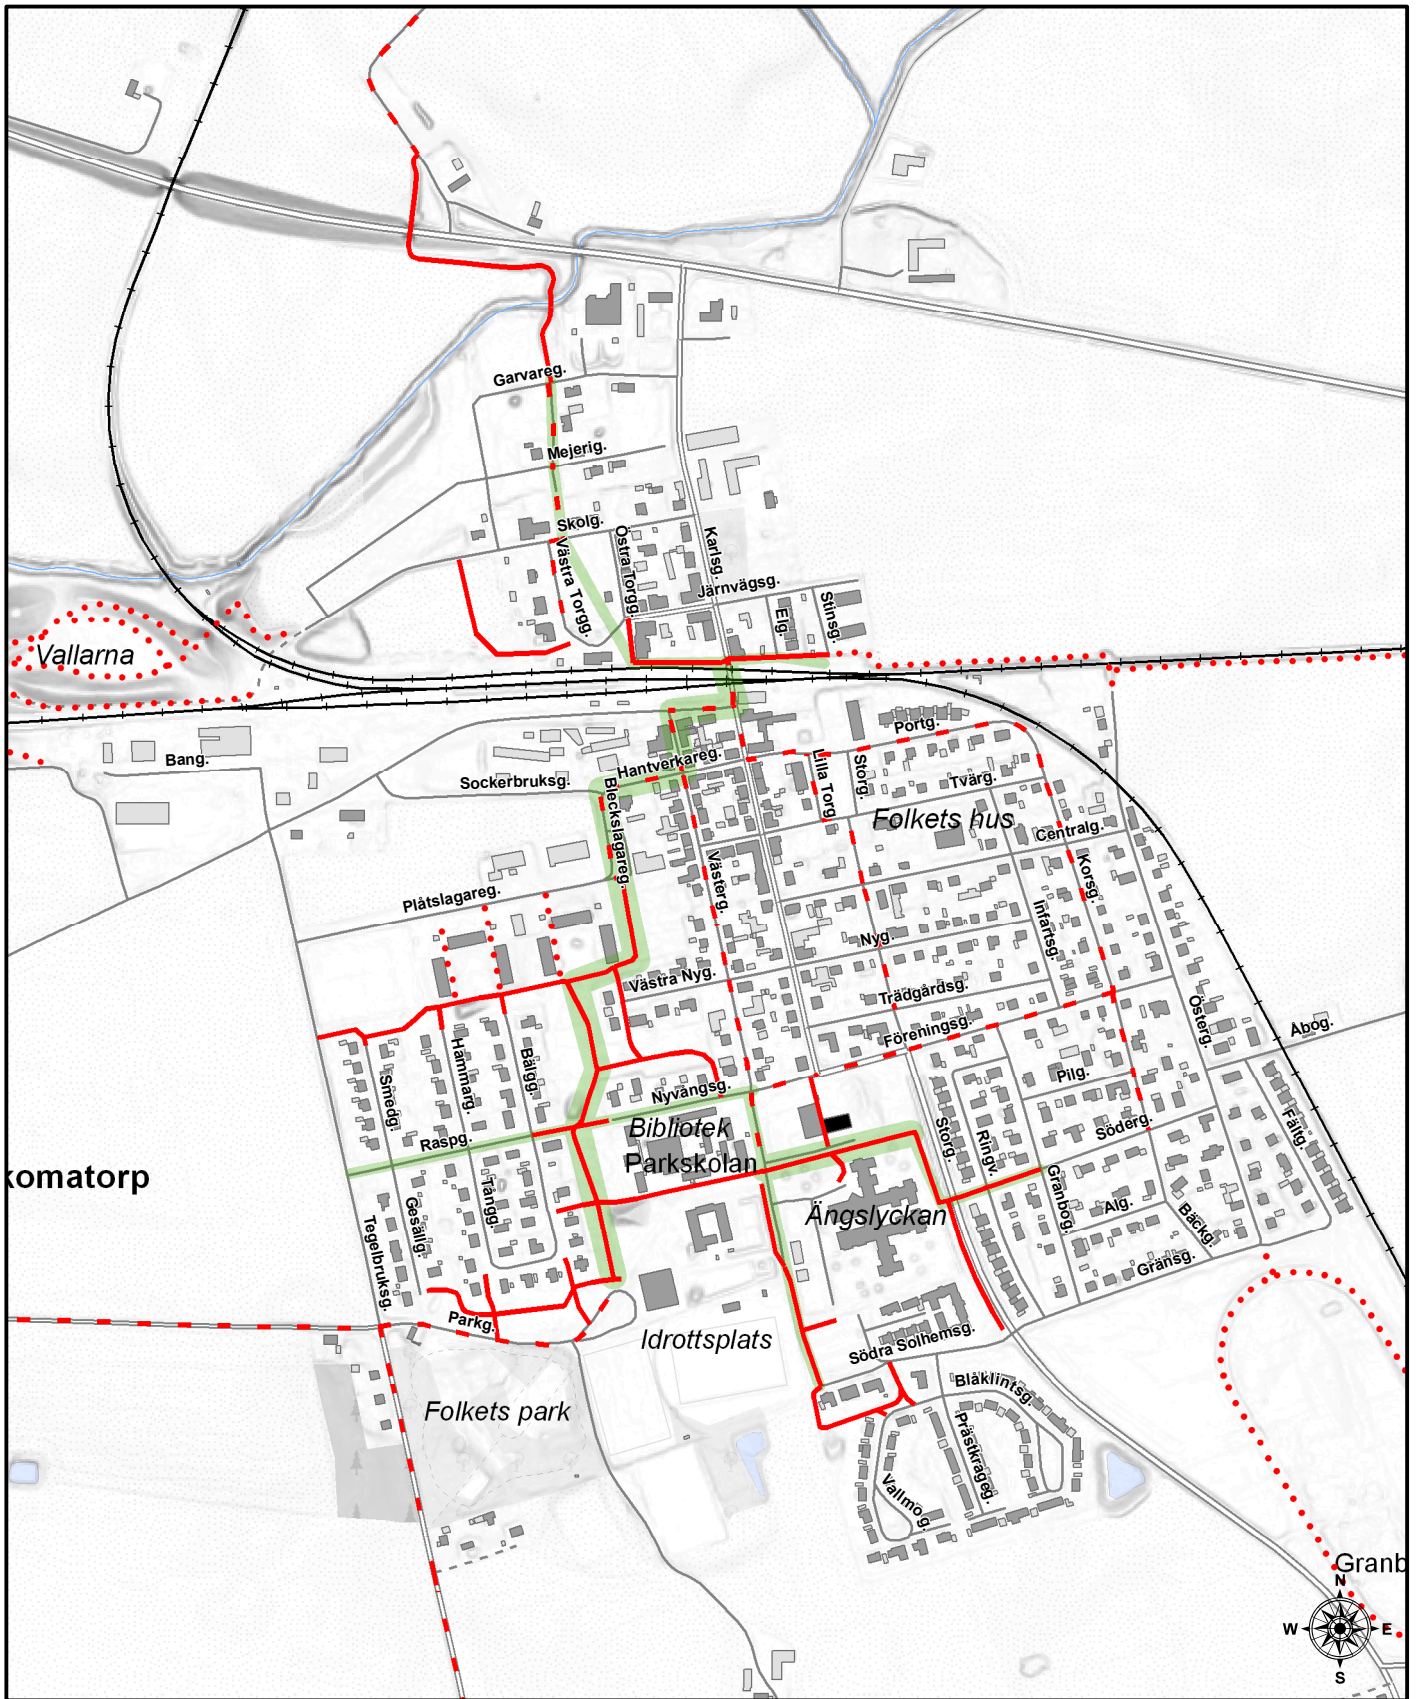 Garvareg.
Mejerig.
Skolg.
Västra Torgg.
Östra Torgg.
Karlsg.
Järnvägsg.
Elg.
Stinsg.
Vallarna
Bang.
Sockerbruksg.
Hantverkareg.
Bleckslagareg.
Portg.
Lilla Torg
Storg.
Tvärg.
Folkets hus
Centralg.
Korsg.
Västerg.
Plåtslagareg.
Infartsg.
Nyg.
Västra Nyg.
Trädgårdsg.
Föreningsg.
Österg.
Åbog.
Smedg.
Hammarg.
Bälgg.
Nyvångsg.
Pilg.
Raspg.
Bibliotek
Parkskolan
Storg.
Ringv.
Söderg.
Fältg.
komatorp
Tegelbruksg.
Gesällg.
Tångg.
Ängslyckan
Granbog.
Alg.
Bäckg.
Gränsg.
Parkg.
Idrottsplats
Södra Solhemsg.
Blåklintsg.
Folkets park
Prästkrageg.
Vallmog.
Granb
N
W
E
S